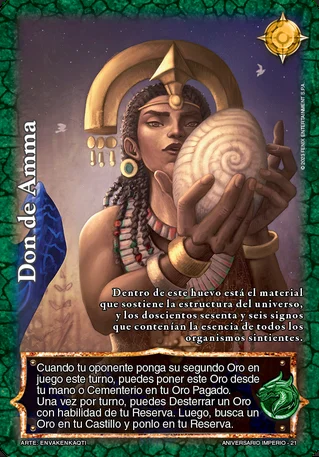 © 2023 FENIX ENTERTAINMENT S.P.A.
Don de Amma
Dentro de este huevo está el material
que sostiene la estructura del universo,
y los doscientos sesenta y seis signos
que contenían la esencia de todos los
organismos sintientes.
Cuando tu oponente ponga su segundo Oro en
juego este turno, puedes poner este Oro desde
tu mano o Cementerio en tu Oro Pagado.
Una vez por turno, puedes Desterrar un Oro
con habilidad de tu Reserva. Luego, busca un
Oro en tu Castillo y ponlo en tu Reserva.
ARTE: ENVAKENKAQTI
ANIVERSARIO IMPERIO - 21